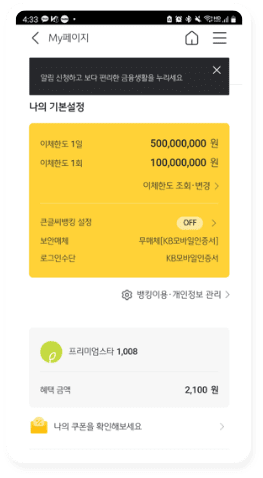 4:33
My페이지
알림 신청하고 보다 편리한 금융생활을 누리세요
나의 기본설정
이체한도 1일 500,000,000 원
이체한도 1회 100,000,000 원
이체한도 조회·변경
큰글씨뱅킹 설정 OFF
보안매체 무매체[KB모바일인증서]
로그인수단 KB모바일인증서
뱅킹이용·개인정보 관리
프리미엄스타 1,008
혜택 금액 2,100 원
나의 쿠폰을 확인해보세요